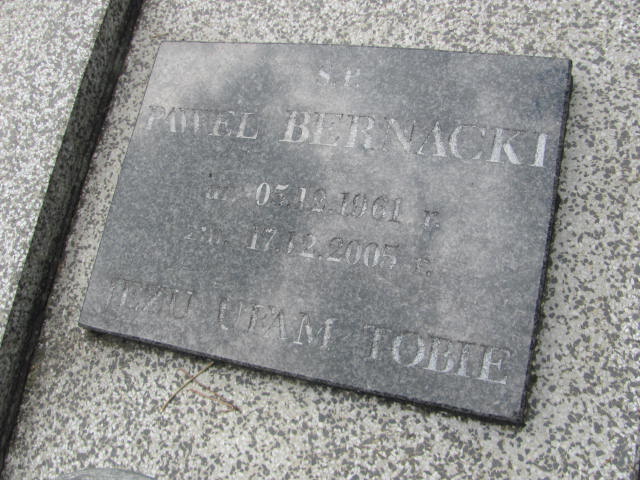 Ś.P.
PAWEŁ BERNACKI
ur. 05.12.1961 r.
zm. 17.12.2005 r.
JEZU UFAM TOBIE